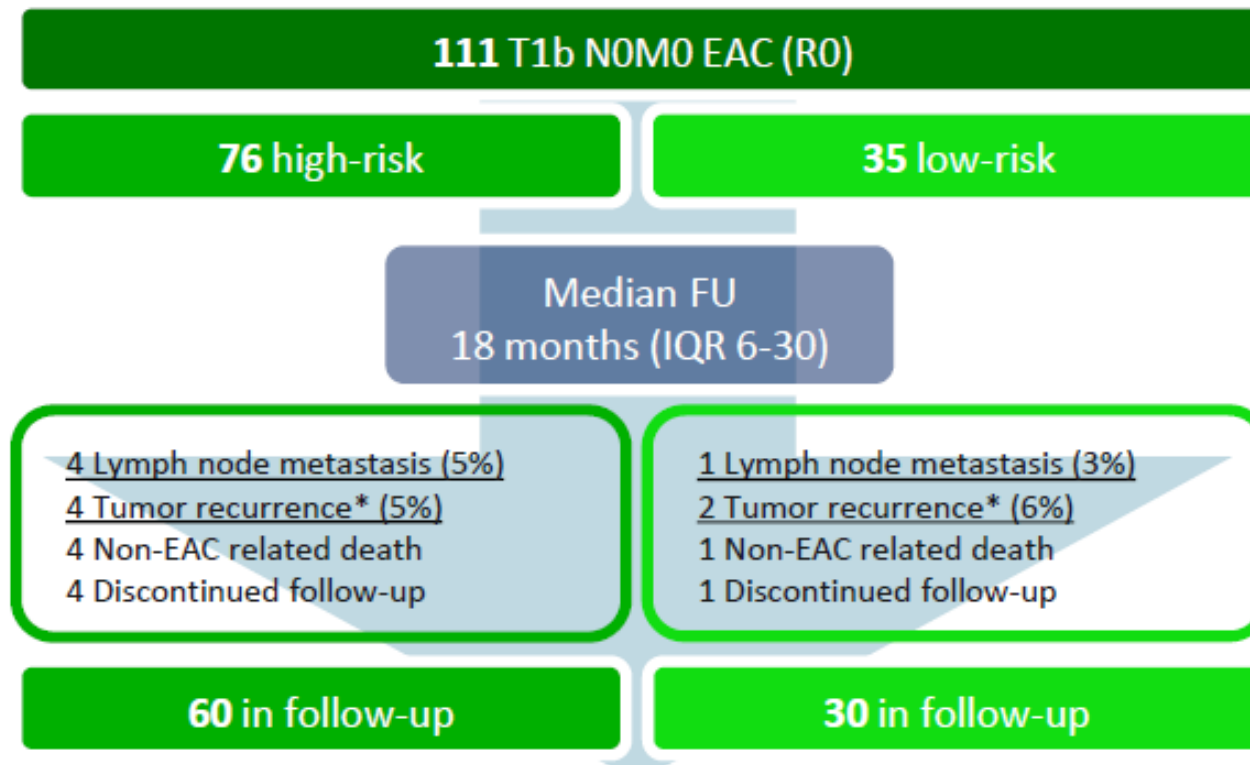 111 T1b N0M0 EAC (R0)
76 high-risk
35 low-risk
Median FU
18 months (IQR 6-30)
4 Lymph node metastasis (5%)
4 Tumor recurrence* (5%)
4 Non-EAC related death
4 Discontinued follow-up
1 Lymph node metastasis (3%)
2 Tumor recurrence* (6%)
1 Non-EAC related death
1 Discontinued follow-up
60 in follow-up
30 in follow-up